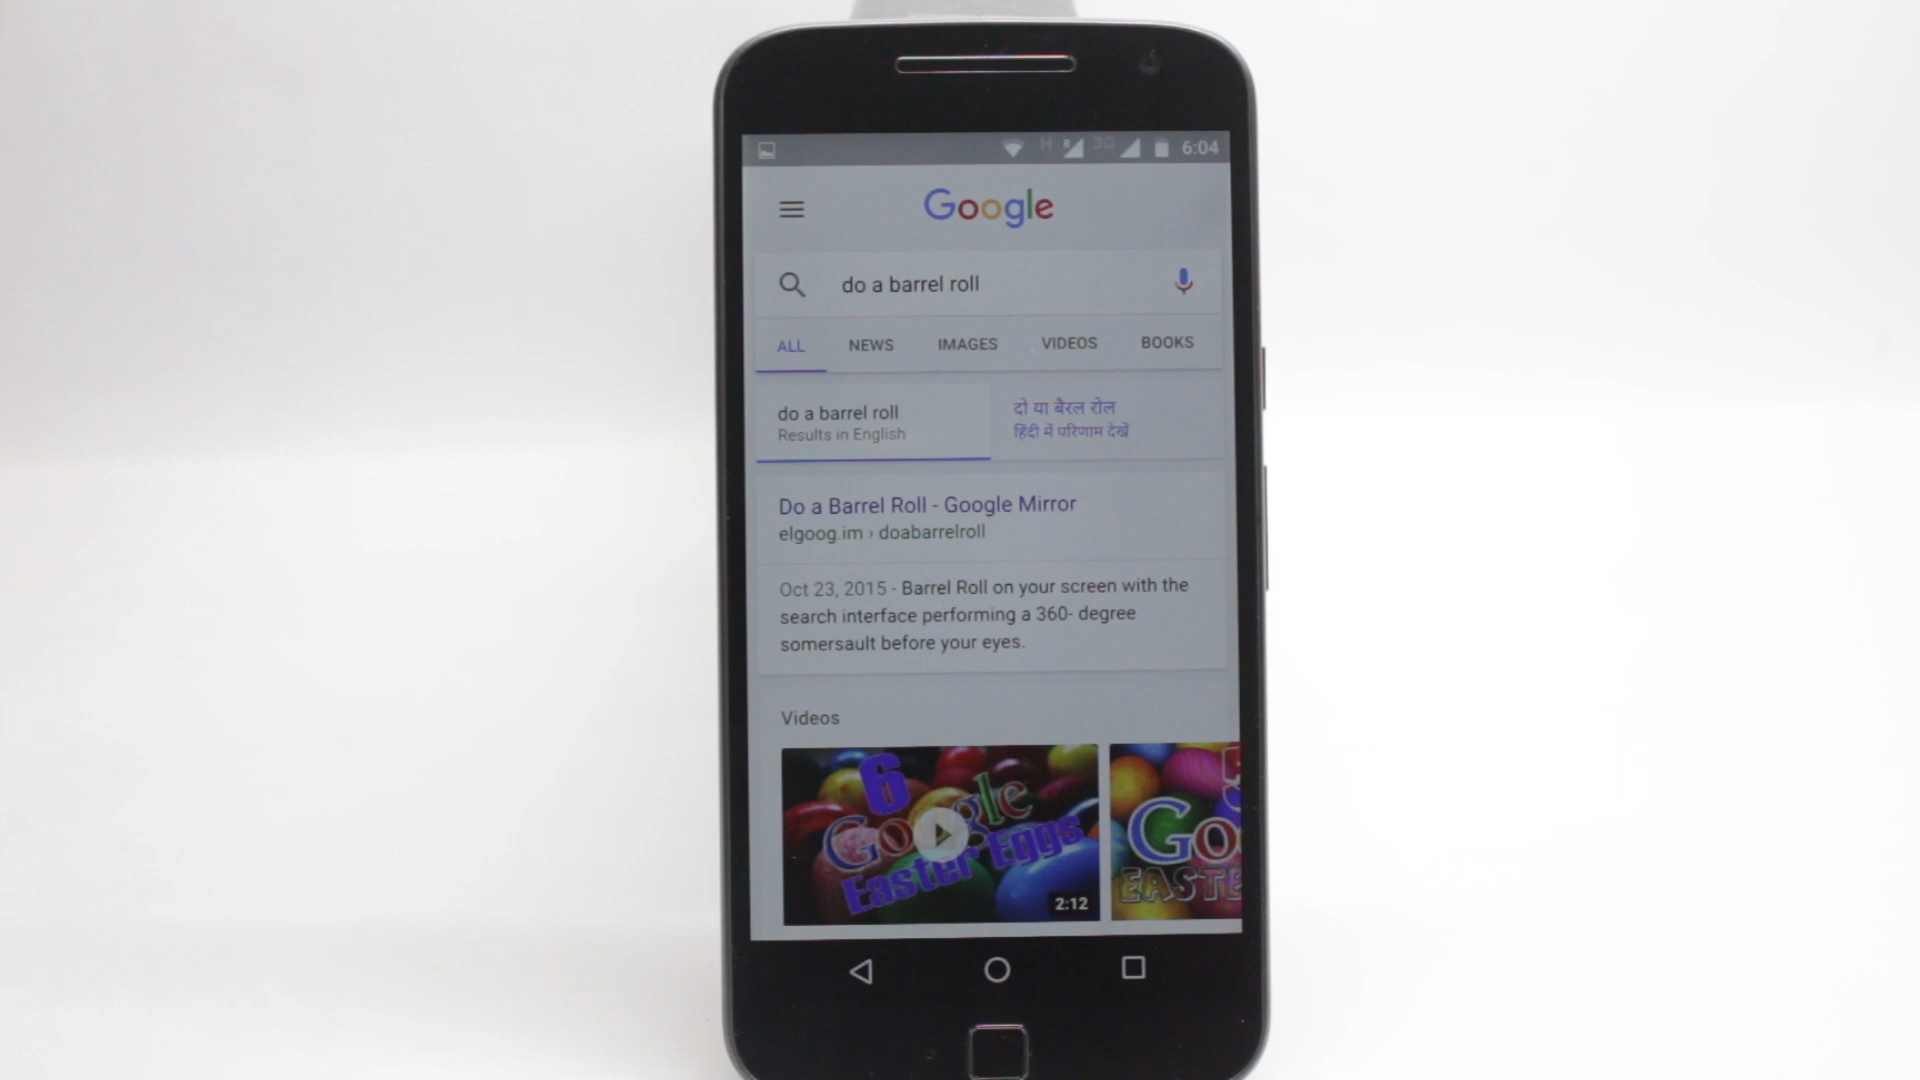 H 3G 6:04
Google
do a barrel roll
ALL NEWS IMAGES VIDEOS BOOKS
do a barrel roll
Results in English
दो या बैरल रोल
हिंदी में परिणाम देखें
Do a Barrel Roll - Google Mirror
elgoog.im › doabarrelroll
Oct 23, 2015 - Barrel Roll on your screen with the
search interface performing a 360- degree
somersault before your eyes.
Videos
6
Google
Easter Eggs
2:12